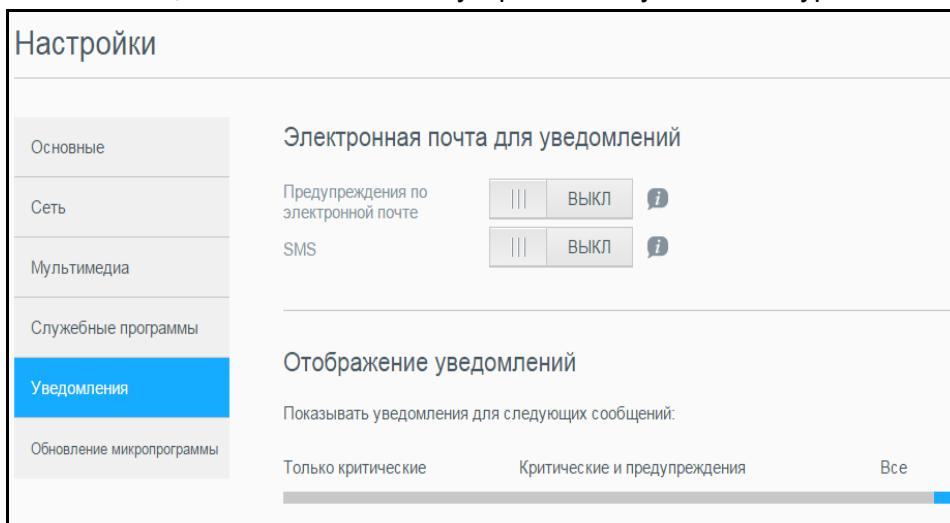 Настройки
Основные
Сеть
Мультимедиа
Служебные программы
Уведомления
Обновление микропрограммы
Электронная почта для уведомлений
Предупреждения по
электронной почте
ВЫКЛ
SMS
ВЫКЛ
Отображение уведомлений
Показывать уведомления для следующих сообщений:
Только критические
Критические и предупреждения
Все